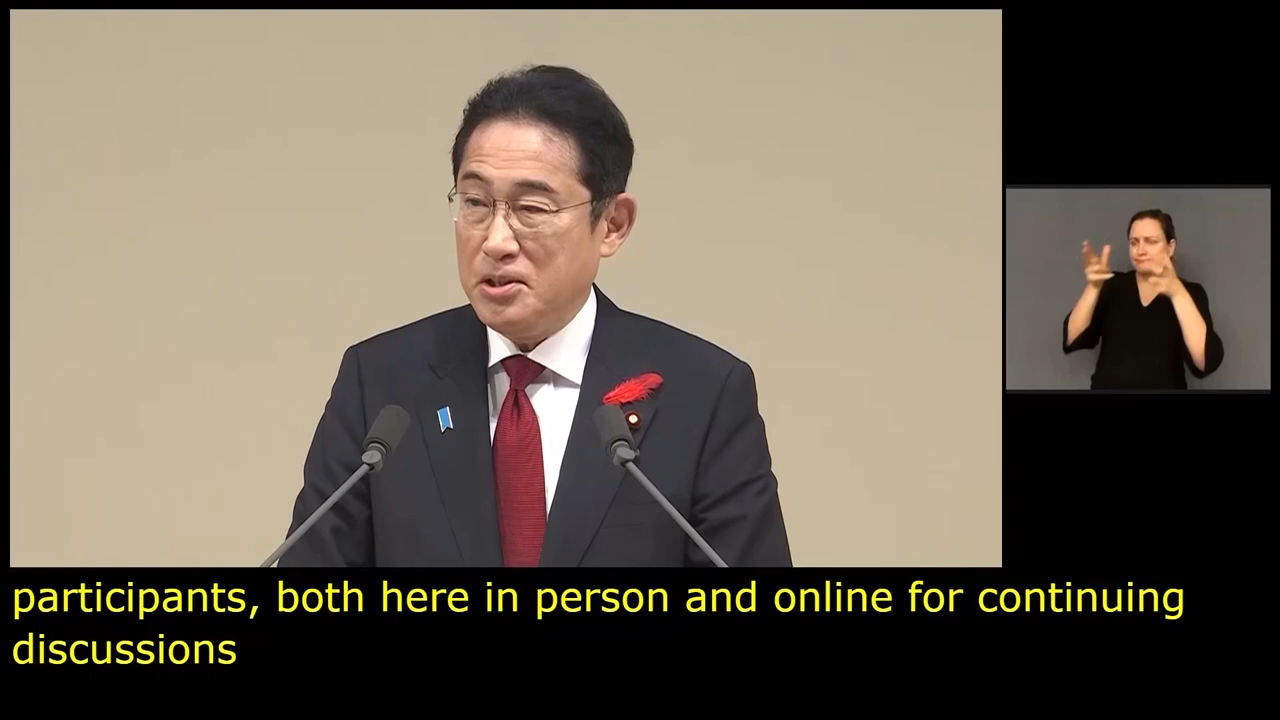 participants, both here in person and online for continuing
discussions